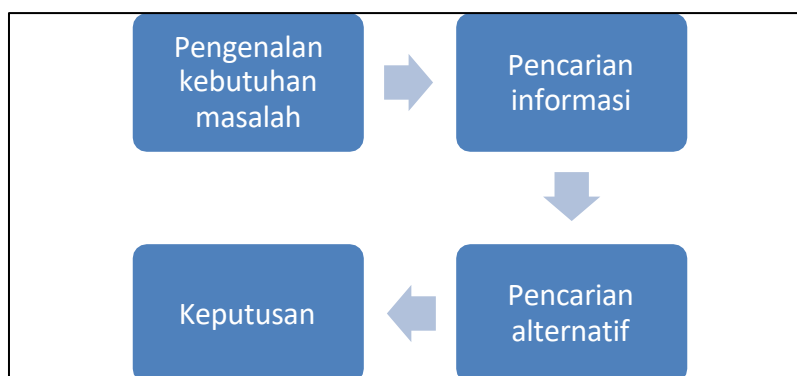 Pengenalan
kebutuhan
masalah
Pencarian
informasi
Pencarian
alternatif
Keputusan